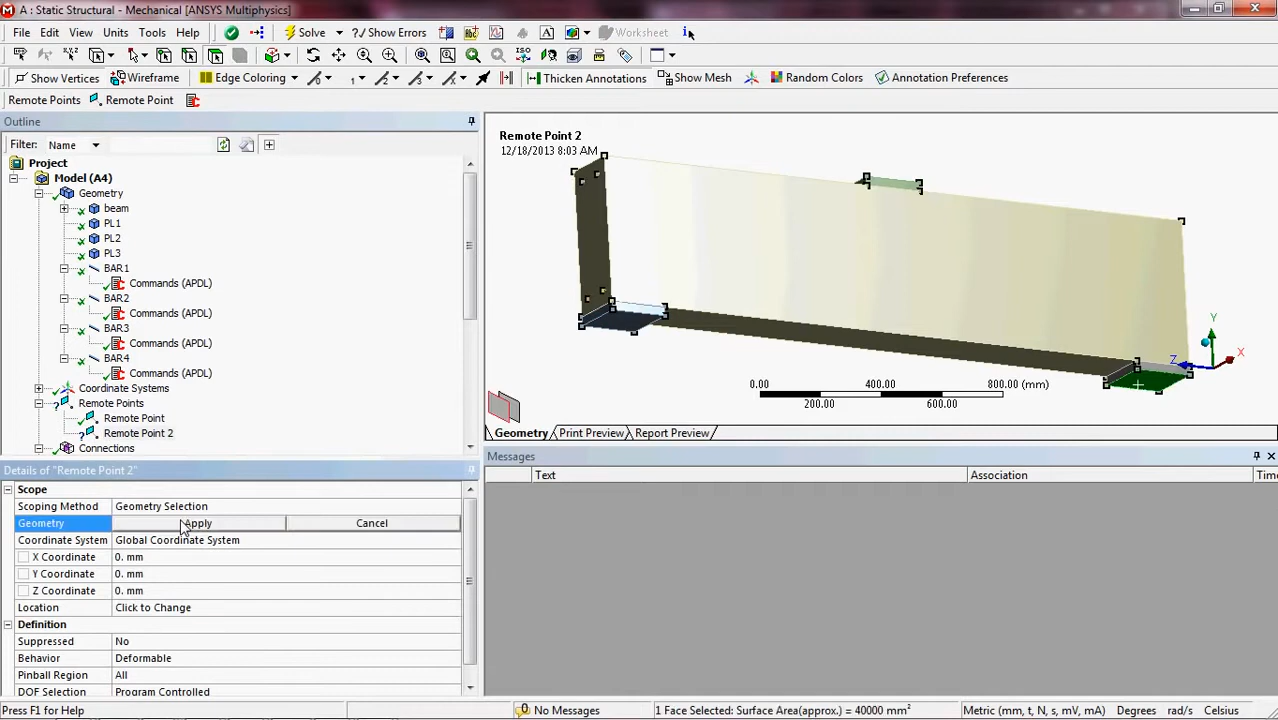 A : Static Structural - Mechanical [ANSYS Multiphysics]
File Edit View Units Tools Help Solve Show Errors Worksheet
Show Vertices Wireframe Edge Coloring Thicken Annotations Show Mesh Random Colors Annotation Preferences
Remote Points Remote Point
Outline
Filter: Name
Project
Model (A4)
Geometry
beam
PL1
PL2
PL3
BAR1
Commands (APDL)
BAR2
Commands (APDL)
BAR3
Commands (APDL)
BAR4
Commands (APDL)
Coordinate Systems
Remote Points
Remote Point
Remote Point 2
Connections
Remote Point 2
12/18/2013 8:03 AM
Y
Z
X
0.00 400.00 800.00 (mm)
200.00 600.00
Geometry Print Preview Report Preview
Details of "Remote Point 2"
Scope
Scoping Method Geometry Selection
Geometry Apply Cancel
Coordinate System Global Coordinate System
X Coordinate 0. mm
Y Coordinate 0. mm
Z Coordinate 0. mm
Location Click to Change
Definition
Suppressed No
Behavior Deformable
Pinball Region All
DOF Selection Program Controlled
Messages
Text Association Time
Press F1 for Help No Messages 1 Face Selected: Surface Area(approx.) = 40000 mm² Metric (mm, t, N, s, mV, mA) Degrees rad/s Celsius